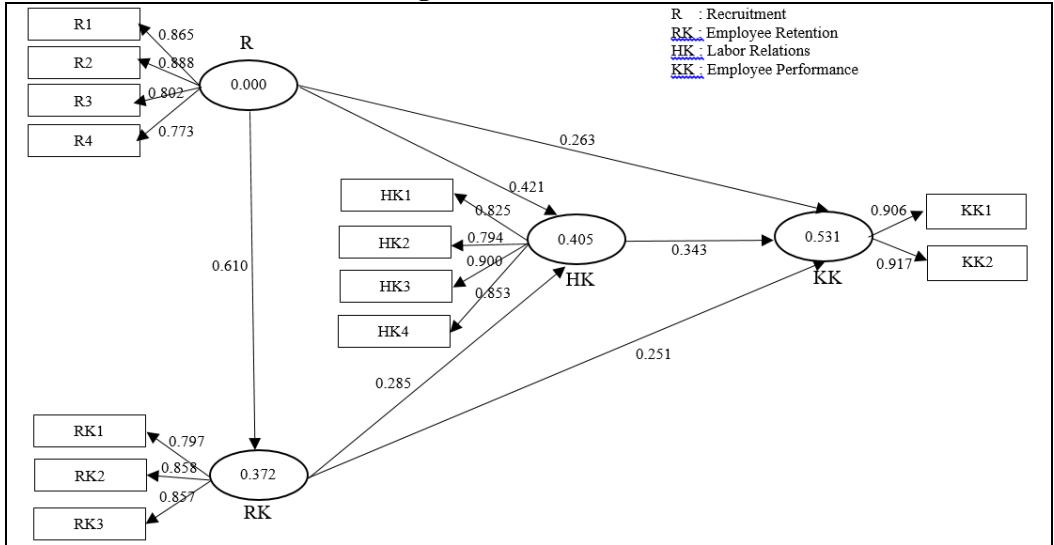 R : Recruitment
RK : Employee Retention
HK : Labor Relations
KK : Employee Performance
R1
0.865
R
R2
0.888
0.000
R3
0.802
R4
0.773
0.263
0.421
HK1
0.825
HK2
0.794
0.405
HK
HK3
0.900
HK4
0.853
0.343
0.531
KK
0.906
KK1
0.917
KK2
0.610
0.285
0.251
RK1
0.797
RK2
0.858
0.372
RK
RK3
0.857